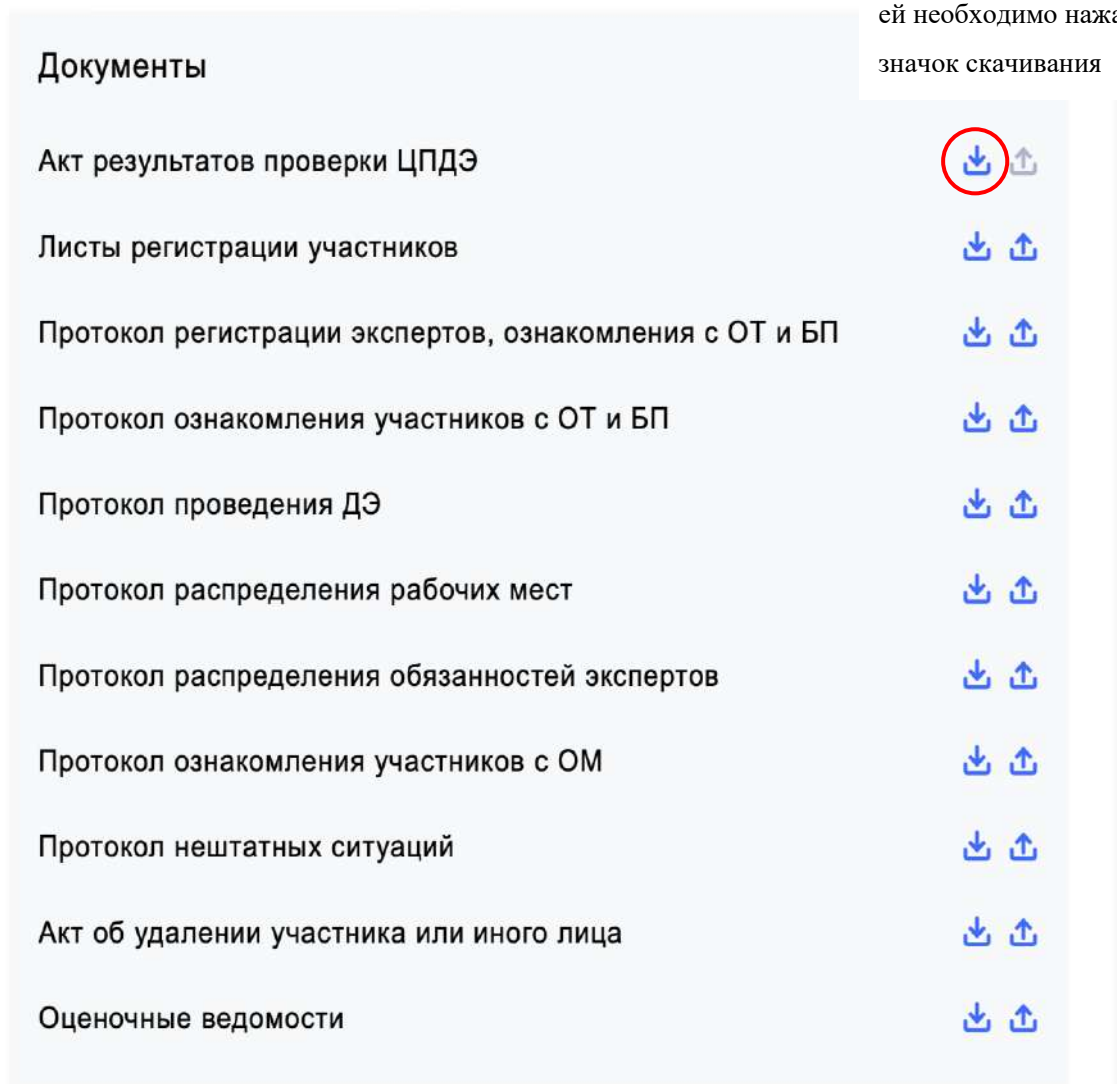 ей необходимо
значок скачивания
Документы
Акт результатов проверки ЦПДЭ
Листы регистрации участников
Протокол регистрации экспертов, ознакомления с ОТ и БП
Протокол ознакомления участников с ОТ и БП
Протокол проведения ДЭ
Протокол распределения рабочих мест
Протокол распределения обязанностей экспертов
Протокол ознакомления участников с ОМ
Протокол нештатных ситуаций
Акт об удалении участника или иного лица
Оценочные ведомости